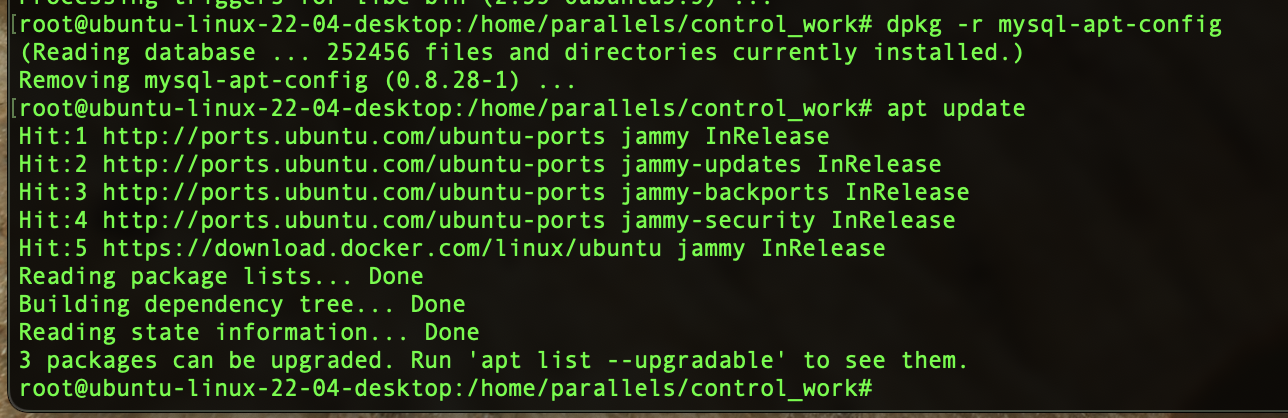 Processing triggers for libc-bin (2.35-0ubuntu3.3) ...
[root@ubuntu-linux-22-04-desktop:/home/parallels/control_work# dpkg -r mysql-apt-config
(Reading database ... 252456 files and directories currently installed.)
Removing mysql-apt-config (0.8.28-1) ...
[root@ubuntu-linux-22-04-desktop:/home/parallels/control_work# apt update
Hit:1 http://ports.ubuntu.com/ubuntu-ports jammy InRelease
Hit:2 http://ports.ubuntu.com/ubuntu-ports jammy-updates InRelease
Hit:3 http://ports.ubuntu.com/ubuntu-ports jammy-backports InRelease
Hit:4 http://ports.ubuntu.com/ubuntu-ports jammy-security InRelease
Hit:5 https://download.docker.com/linux/ubuntu jammy InRelease
Reading package lists... Done
Building dependency tree... Done
Reading state information... Done
3 packages can be upgraded. Run 'apt list --upgradable' to see them.
root@ubuntu-linux-22-04-desktop:/home/parallels/control_work#